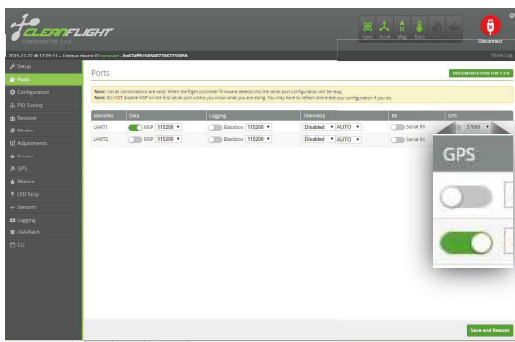 CLEANFLIGHT
CONFIGURATOR
Gyro Accel Mag Baro
Disconnect
Show Log
Setup
Ports
Configuration
PID Tuning
Receiver
Modes
Adjustments
Servos
GPS
Motors
LED Strip
Sensors
Logging
Dataflash
CLI
Ports
Note: not all combinations are valid. When the flight controller firmware detects this the serial port configuration will be reset.
Note: Do NOT disable MSP on the first serial port unless you know what you are doing. You may have to reflash and erase your configuration if you do.
Identifier Data Logging Telemetry RX GPS
UART1 MSP 115200 Blackbox 115200 Disabled AUTO Serial RX 57600
UART2 MSP 115200 Blackbox 115200 Disabled AUTO Serial RX
GPS
Save and Reboot